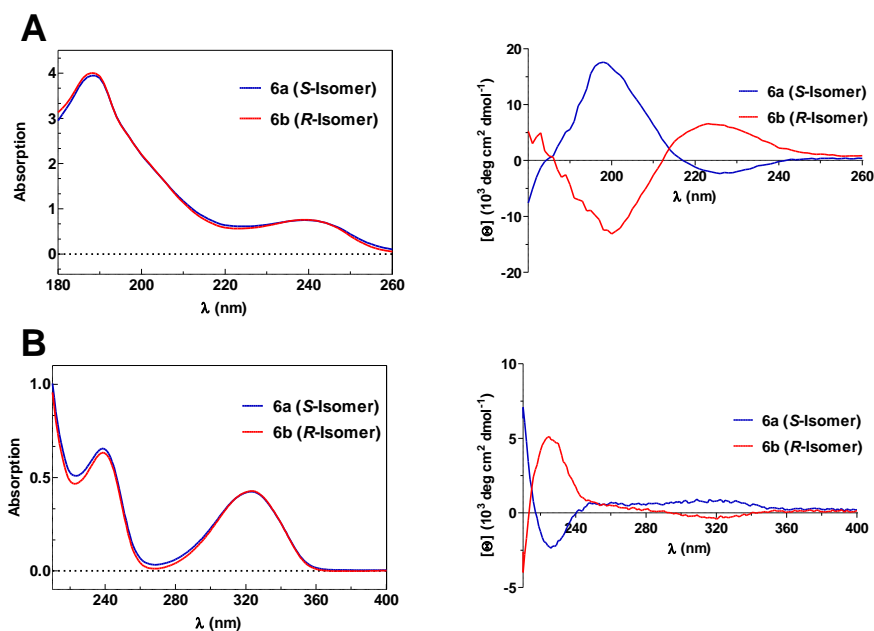 A
Absorption
4
3
2
1
0
180 200 220 240 260
λ (nm)
6a (S-Isomer)
6b (R-Isomer)
[Θ] (10³ deg cm² dmol⁻¹)
20
10
0
-10
-20
200 220 240 260
λ (nm)
6a (S-Isomer)
6b (R-Isomer)
B
Absorption
1.0
0.5
0.0
240 280 320 360 400
λ (nm)
6a (S-Isomer)
6b (R-Isomer)
[Θ] (10³ deg cm² dmol⁻¹)
10
5
0
-5
240 280 320 360 400
λ (nm)
6a (S-Isomer)
6b (R-Isomer)